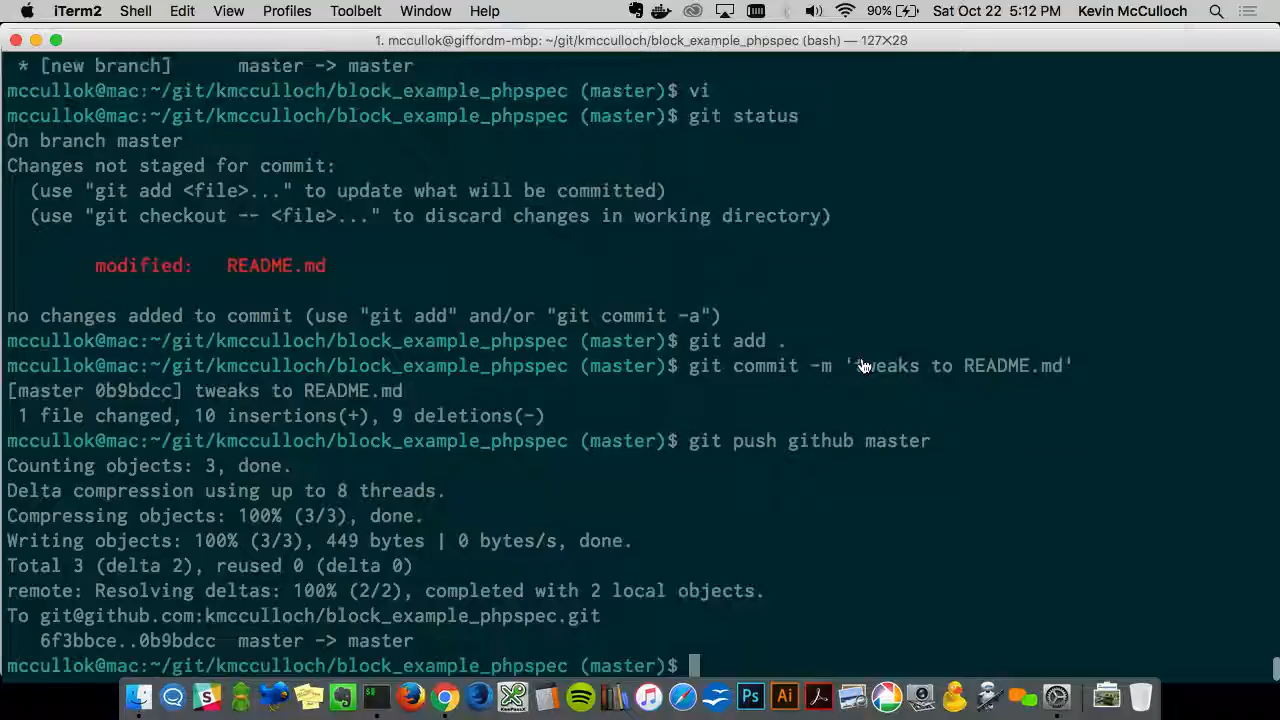 iTerm2 Shell Edit View Profiles Toolbelt Window Help 90% Sat Oct 22 5:12 PM Kevin McCulloch
1. mccullok@giffordm-mbp: ~/git/kmcculloch/block_example_phpspec (bash) — 127×28
* [new branch]      master -> master
mccullok@mac:~/git/kmcculloch/block_example_phpspec (master)$ vi
mccullok@mac:~/git/kmcculloch/block_example_phpspec (master)$ git status
On branch master
Changes not staged for commit:
  (use "git add <file>..." to update what will be committed)
  (use "git checkout -- <file>..." to discard changes in working directory)
        modified:   README.md
no changes added to commit (use "git add" and/or "git commit -a")
mccullok@mac:~/git/kmcculloch/block_example_phpspec (master)$ git add .
mccullok@mac:~/git/kmcculloch/block_example_phpspec (master)$ git commit -m 'tweaks to README.md'
[master 0b9bdcc] tweaks to README.md
 1 file changed, 10 insertions(+), 9 deletions(-)
mccullok@mac:~/git/kmcculloch/block_example_phpspec (master)$ git push github master
Counting objects: 3, done.
Delta compression using up to 8 threads.
Compressing objects: 100% (3/3), done.
Writing objects: 100% (3/3), 449 bytes | 0 bytes/s, done.
Total 3 (delta 2), reused 0 (delta 0)
remote: Resolving deltas: 100% (2/2), completed with 2 local objects.
To git@github.com:kmcculloch/block_example_phpspec.git
   6f3bbce..0b9bdcc  master -> master
mccullok@mac:~/git/kmcculloch/block_example_phpspec (master)$
Ps Ai